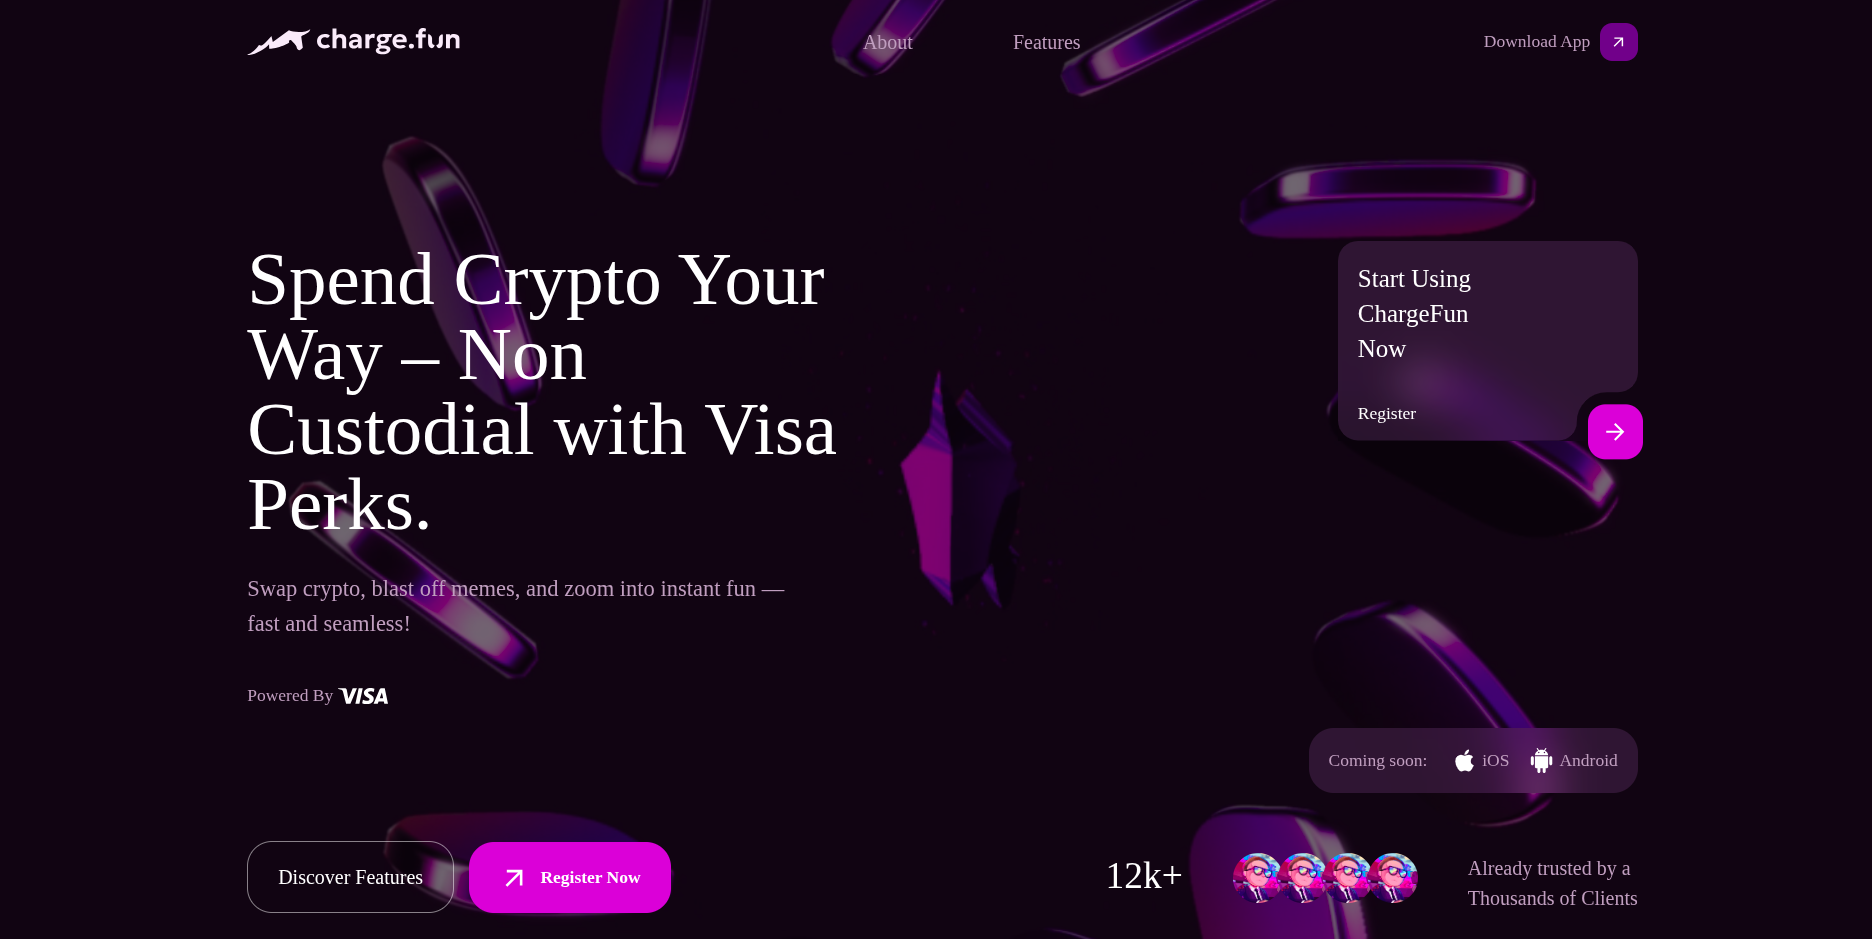 charge.fun
About
Features
Download App
Spend Crypto Your
Way – Non
Custodial with Visa
Perks.
Swap crypto, blast off memes, and zoom into instant fun —
fast and seamless!
Powered By VISA
Start Using
ChargeFun
Now
Register
Coming soon: iOS Android
Discover Features
Register Now
12k+
Already trusted by a
Thousands of Clients